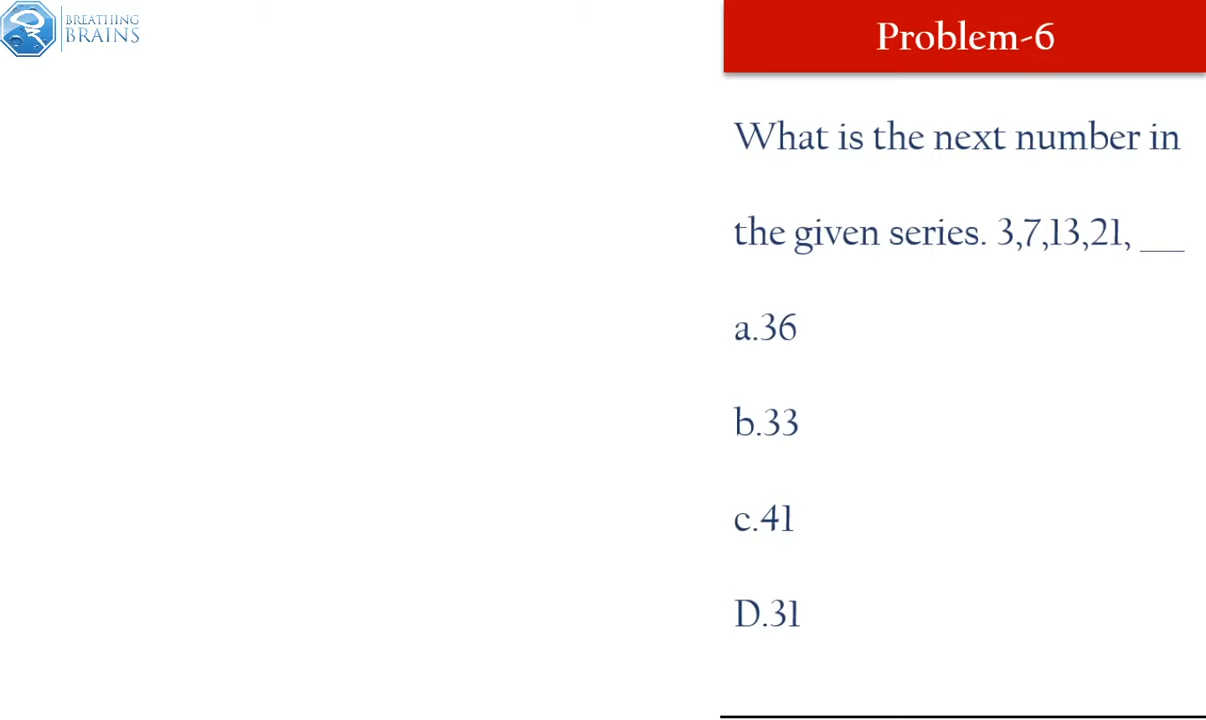 BREATHING
BRAINS
Problem-6
What is the next number in
the given series. 3,7,13,21, ___
a.36
b.33
c.41
D.31